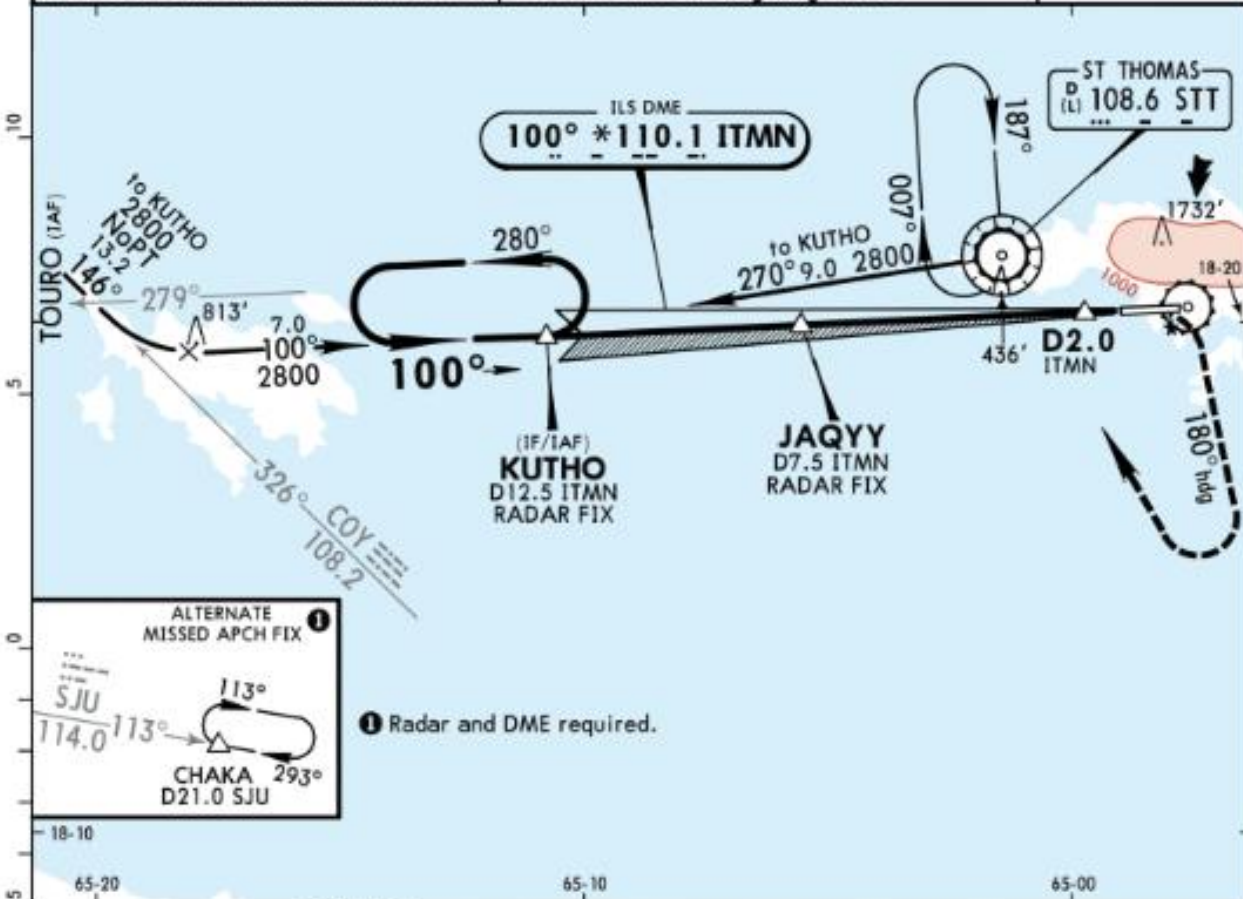 10
5
0
5
TOURO (IAF)
to KUTHO
2800
NoPT
13.2
146°
279°
813'
7.0
100°
2800
280°
100°
ILS DME
100° *110.1 ITMN
187°
007°
ST THOMAS
D
(L) 108.6 STT
1732'
1000
18-20
to KUTHO
270° 9.0 2800
436'
D2.0
ITMN
(IF/IAF)
KUTHO
D12.5 ITMN
RADAR FIX
JAQYY
D7.5 ITMN
RADAR FIX
180° hdg
326°
COY
108.2
ALTERNATE
MISSED APCH FIX 1
SJU
114.0
113°
113°
293°
CHAKA
D21.0 SJU
1 Radar and DME required.
18-10
65-20
65-10
65-00